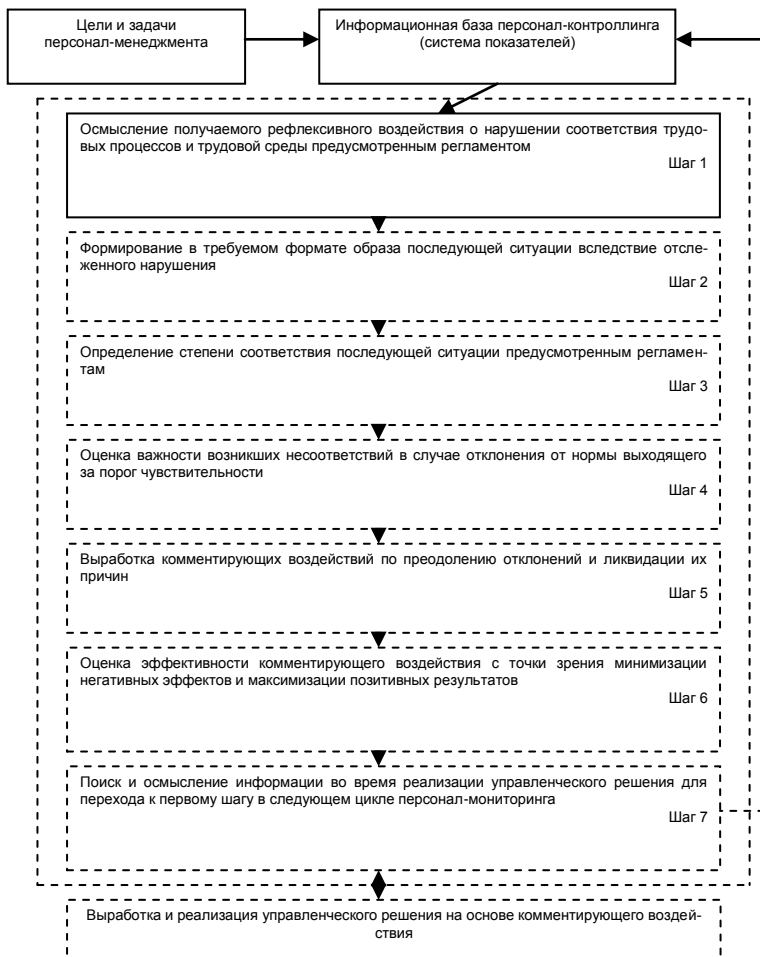 Цели и задачи
персонал-менеджмента
Информационная база персонал-контроллинга
(система показателей)
Осмысление получаемого рефлексивного воздействия о нарушении соответствия трудо-
вых процессов и трудовой среды предусмотренным регламентом
Шаг 1
Формирование в требуемом формате образа последующей ситуации вследствие отсле-
женного нарушения
Шаг 2
Определение степени соответствия последующей ситуации предусмотренным регламен-
там
Шаг 3
Оценка важности возникших несоответствий в случае отклонения от нормы выходящего
за порог чувствительности
Шаг 4
Выработка комментирующих воздействий по преодолению отклонений и ликвидации их
причин
Шаг 5
Оценка эффективности комментирующего воздействия с точки зрения минимизации
негативных эффектов и максимизации позитивных результатов
Шаг 6
Поиск и осмысление информации во время реализации управленческого решения для
перехода к первому шагу в следующем цикле персонал-мониторинга
Шаг 7
Выработка и реализация управленческого решения на основе комментирующего воздей-
ствия